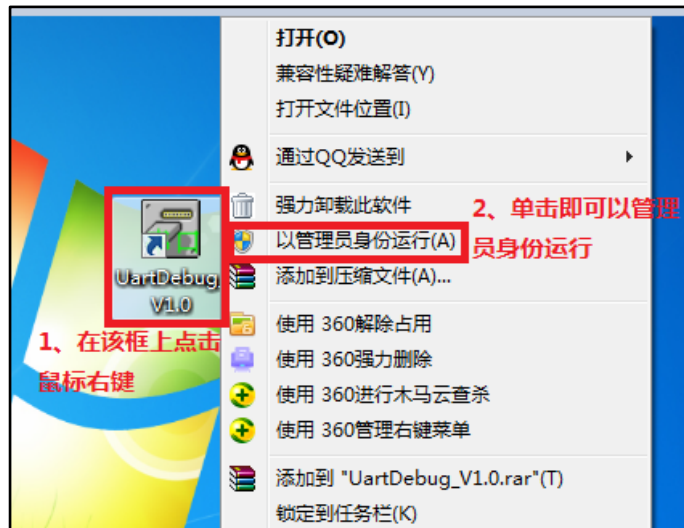 打开(O)
兼容性疑难解答(Y)
打开文件位置(I)
通过QQ发送到
强力卸载此软件
2、单击即可以管理
以管理员身份运行(A)
员身份运行
添加到压缩文件(A)...
UartDebug_
V1.0
1、在该框上点击
鼠标右键
使用 360解除占用
使用 360强力删除
使用 360进行木马云查杀
使用 360管理右键菜单
添加到 "UartDebug_V1.0.rar"(T)
锁定到任务栏(K)